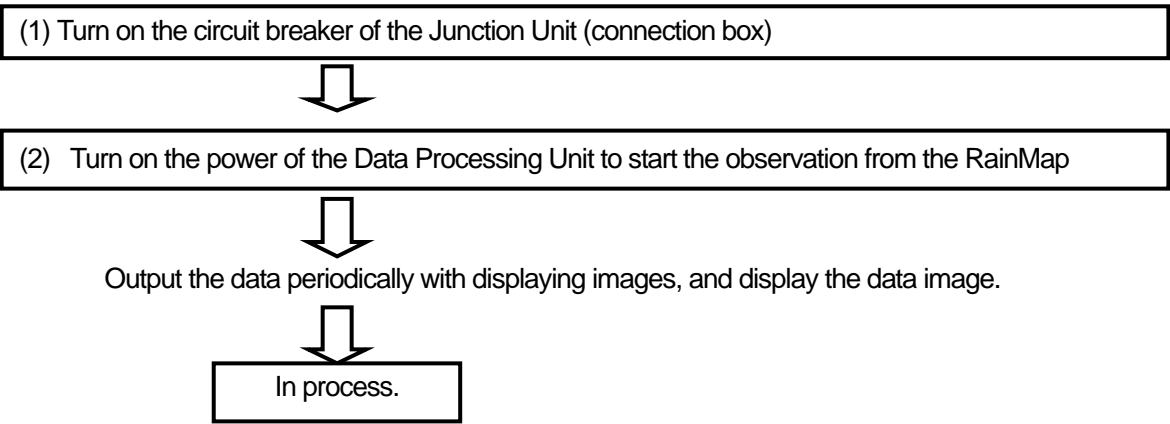 (1) Turn on the circuit breaker of the Junction Unit (connection box)
(2) Turn on the power of the Data Processing Unit to start the observation from the RainMap
Output the data periodically with displaying images, and display the data image.
In process.